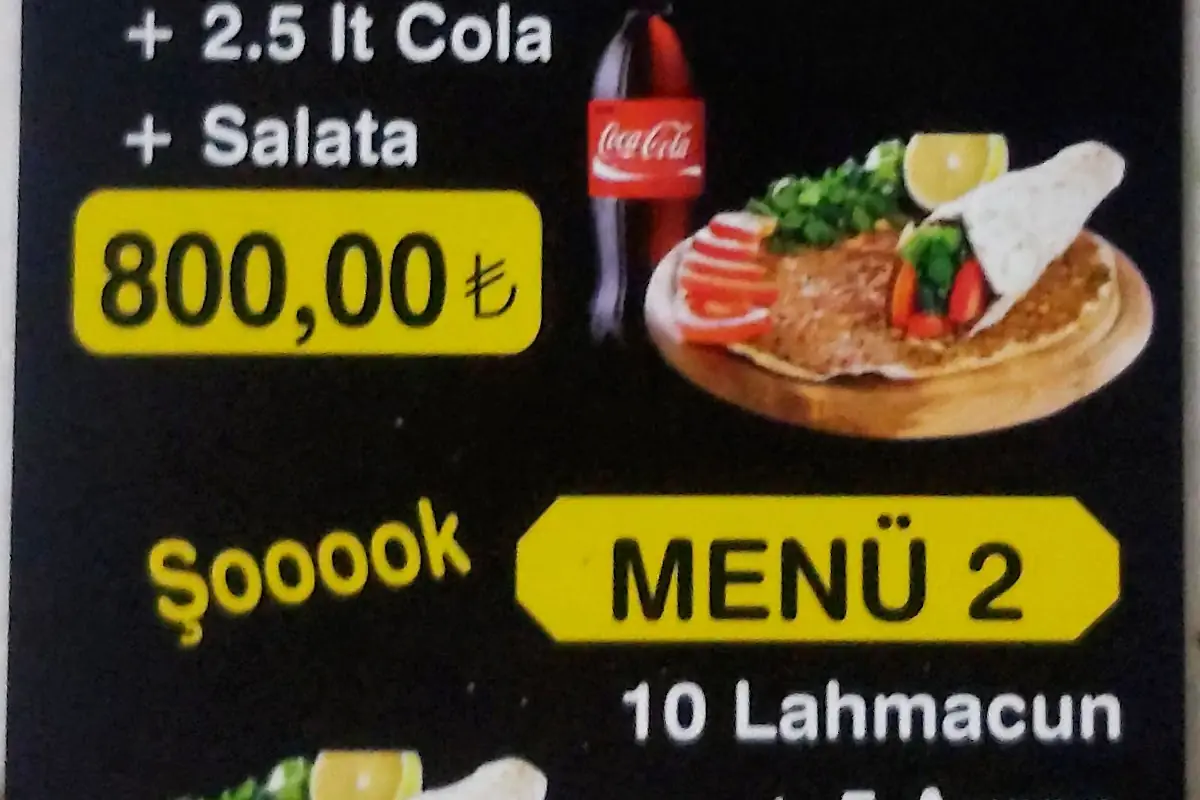 + 2.5 lt Cola
+ Salata
800,00 ₺
Coca-Cola
Şooook
MENÜ 2
10 Lahmacun